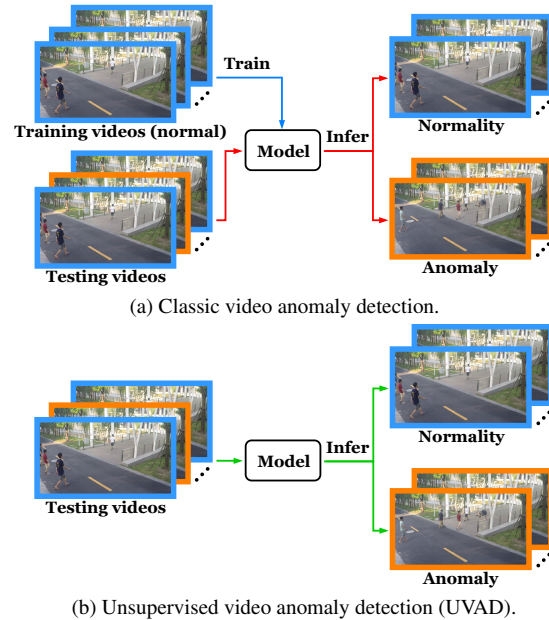 Train
Training videos (normal)
Model
Infer
Normality
Testing videos
Anomaly
(a) Classic video anomaly detection.
Testing videos
Model
Infer
Normality
Anomaly
(b) Unsupervised video anomaly detection (UVAD).